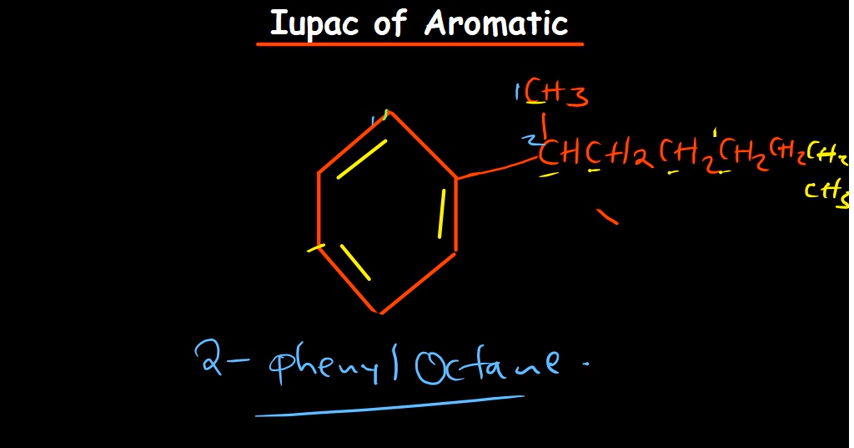 Iupac of Aromatic
1CH3
2CHCH2CH2CH2CH2CH2
CH3
2- phenyl Octane.